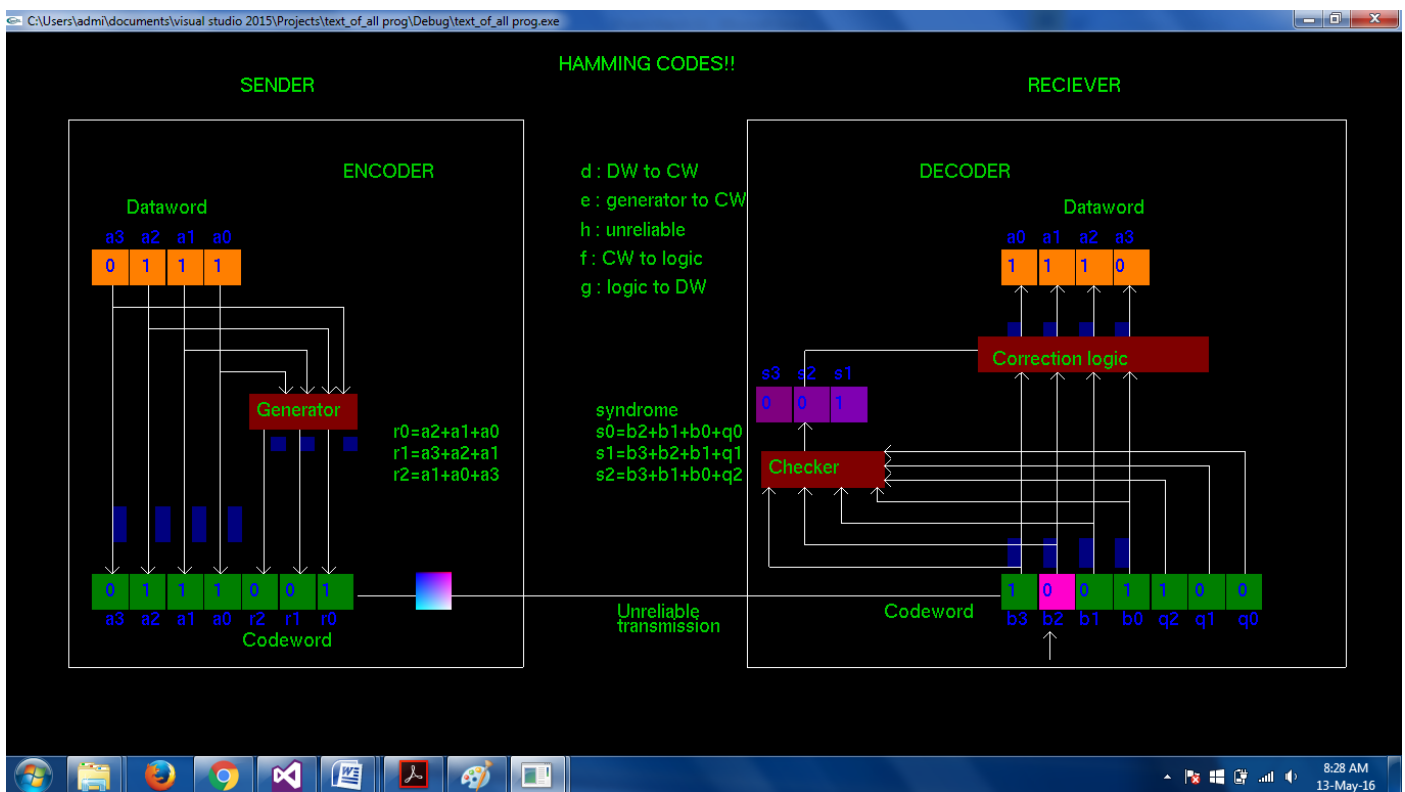 C:\Users\admi\documents\visual studio 2015\Projects\text_of_all prog\Debug\text_of_all prog.exe
HAMMING CODES!!
SENDER
ENCODER
Dataword
a3 a2 a1 a0
0 1 1 1
Generator
r0=a2+a1+a0
r1=a3+a2+a1
r2=a1+a0+a3
0 1 1 1 0 0 1
a3 a2 a1 a0 r2 r1 r0
Codeword
d : DW to CW
e : generator to CW
h : unreliable
f : CW to logic
g : logic to DW
syndrome
s0=b2+b1+b0+q0
s1=b3+b2+b1+q1
s2=b3+b1+b0+q2
Unreliable
transmission
RECIEVER
DECODER
Dataword
a0 a1 a2 a3
1 1 1 0
Correction logic
s3 s2 s1
0 0 1
Checker
Codeword
1 0 0 1 1 0 0
b3 b2 b1 b0 q2 q1 q0
8:28 AM
13-May-16